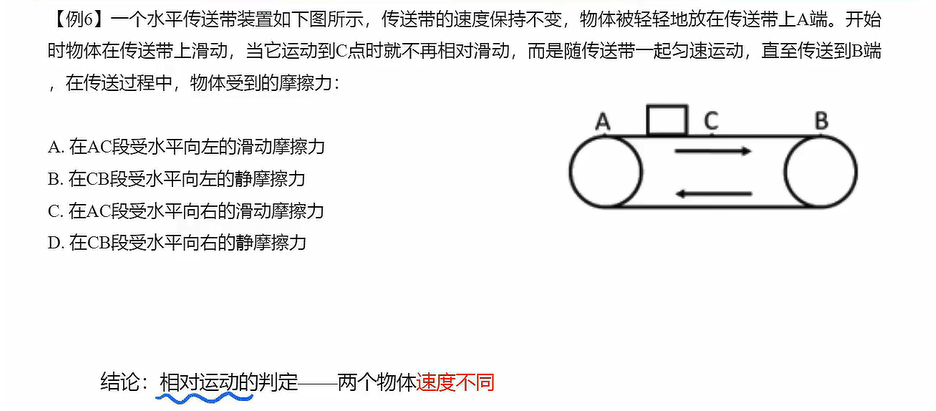 【例6】一个水平传送带装置如下图所示，传送带的速度保持不变，物体被轻轻地放在传送带上A端。开始
时物体在传送带上滑动，当它运动到C点时就不再相对滑动，而是随传送带一起匀速运动，直至传送到B端
，在传送过程中，物体受到的摩擦力：
A. 在AC段受水平向左的滑动摩擦力
B. 在CB段受水平向左的静摩擦力
C. 在AC段受水平向右的滑动摩擦力
D. 在CB段受水平向右的静摩擦力
A C B
结论：相对运动的判定——两个物体速度不同